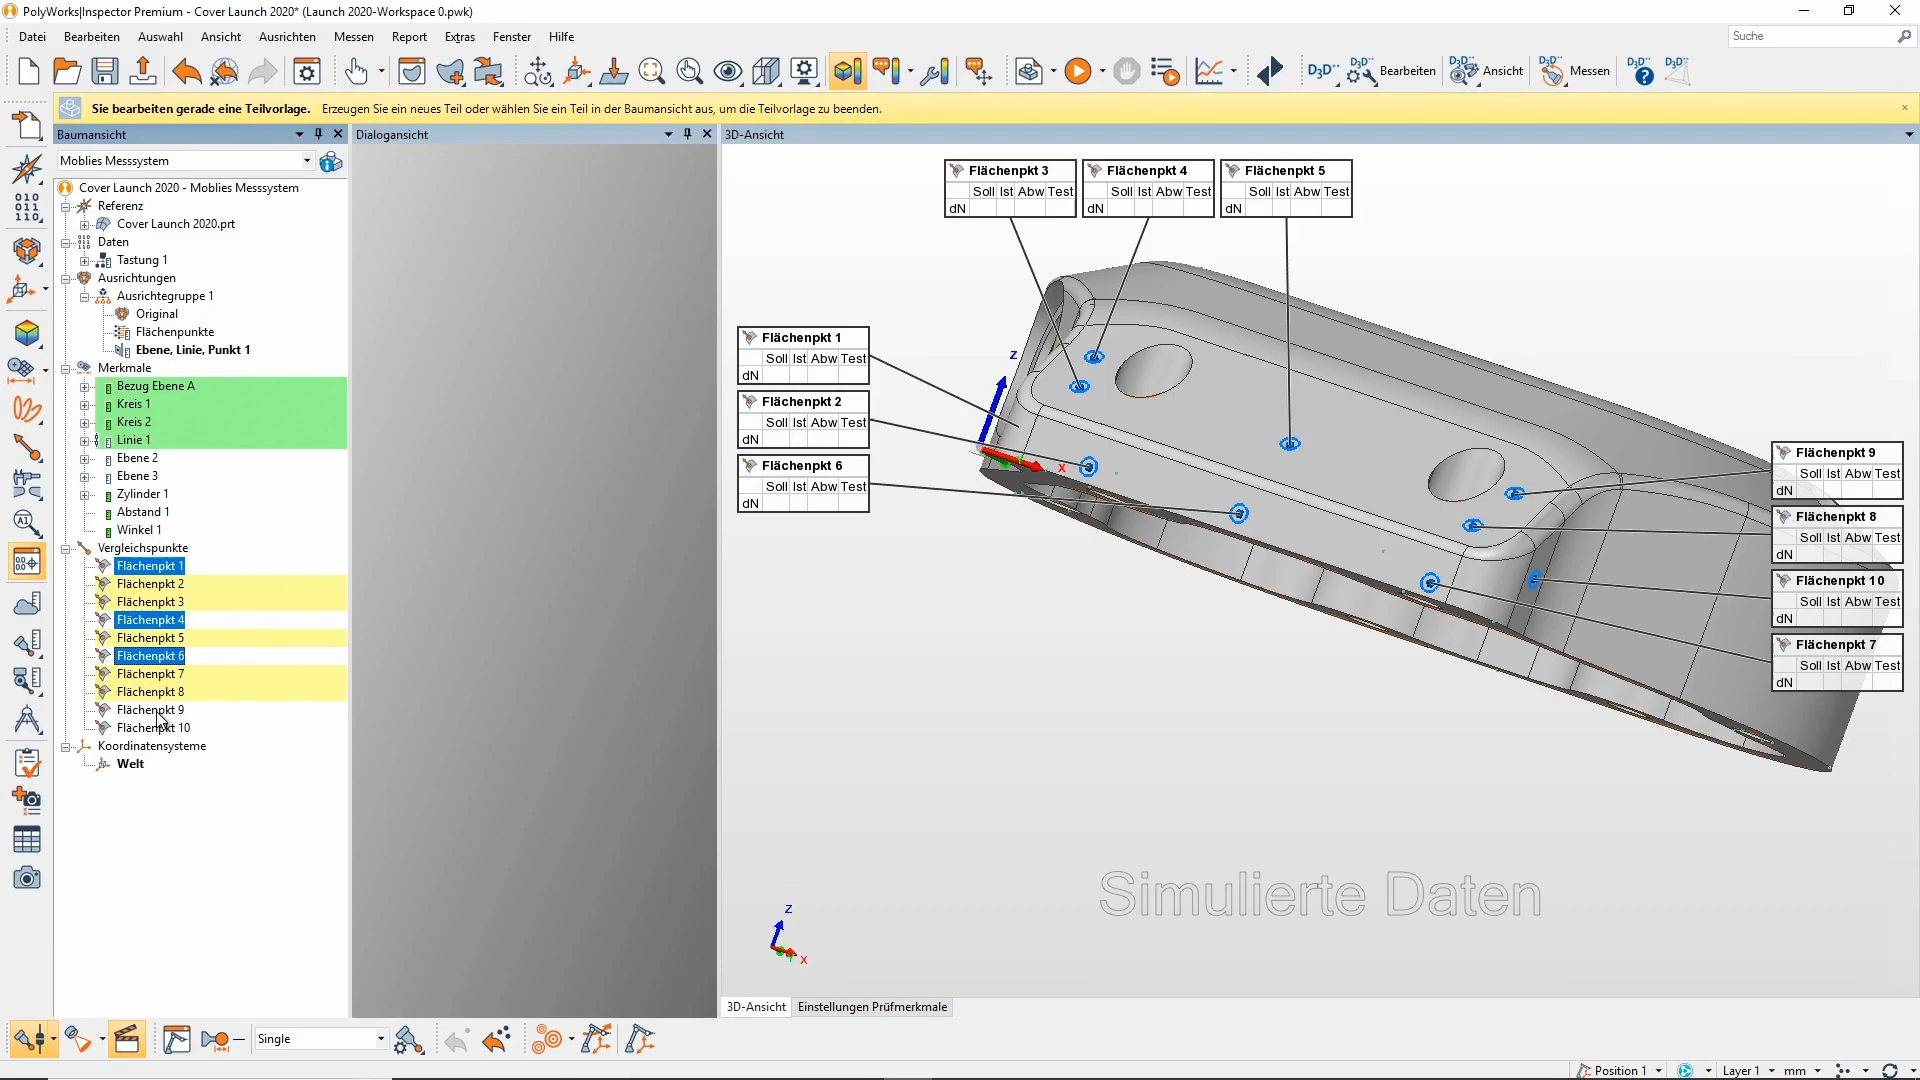 PolyWorks|Inspector Premium - Cover Launch 2020* (Launch 2020-Workspace 0.pwk)
Datei Bearbeiten Auswahl Ansicht Ausrichten Messen Report Extras Fenster Hilfe
Suche
D3D Bearbeiten D3D Ansicht D3D Messen D3D D3D
Sie bearbeiten gerade eine Teilvorlage. Erzeugen Sie ein neues Teil oder wählen Sie ein Teil in der Baumansicht aus, um die Teilvorlage zu beenden.
Baumansicht
Dialogansicht
3D-Ansicht
Moblies Messsystem
Cover Launch 2020 - Moblies Messsystem
Referenz
Cover Launch 2020.prt
Daten
Tastung 1
Ausrichtungen
Ausrichtegruppe 1
Original
Flächenpunkte
Ebene, Linie, Punkt 1
Merkmale
Bezug Ebene A
Kreis 1
Kreis 2
Linie 1
Ebene 2
Ebene 3
Zylinder 1
Abstand 1
Winkel 1
Vergleichspunkte
Flächenpkt 1
Flächenpkt 2
Flächenpkt 3
Flächenpkt 4
Flächenpkt 5
Flächenpkt 6
Flächenpkt 7
Flächenpkt 8
Flächenpkt 9
Flächenpkt 10
Koordinatensysteme
Welt
Flächenpkt 3
Soll Ist Abw Test
dN
Flächenpkt 4
Soll Ist Abw Test
dN
Flächenpkt 5
Soll Ist Abw Test
dN
Flächenpkt 1
Soll Ist Abw Test
dN
Flächenpkt 2
Soll Ist Abw Test
dN
Flächenpkt 6
Soll Ist Abw Test
dN
Z
X
Flächenpkt 9
Soll Ist Abw Test
dN
Flächenpkt 8
Soll Ist Abw Test
dN
Flächenpkt 10
Soll Ist Abw Test
dN
Flächenpkt 7
Soll Ist Abw Test
dN
Simulierte Daten
Z
X
3D-Ansicht Einstellungen Prüfmerkmale
Single
Position 1 Layer 1 mm